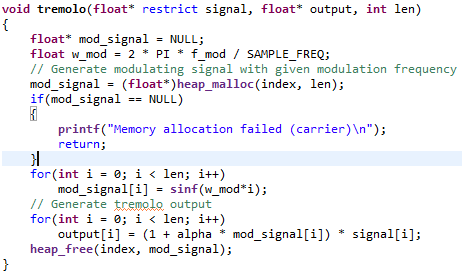 void tremolo(float* restrict signal, float* output, int len)
{
    float* mod_signal = NULL;
    float w_mod = 2 * PI * f_mod / SAMPLE_FREQ;
    // Generate modulating signal with given modulation frequency
    mod_signal = (float*)heap_malloc(index, len);
    if(mod_signal == NULL)
    {
        printf("Memory allocation failed (carrier)\n");
        return;
    }
    for(int i = 0; i < len; i++)
        mod_signal[i] = sinf(w_mod*i);
    // Generate tremolo output
    for(int i = 0; i < len; i++)
        output[i] = (1 + alpha * mod_signal[i]) * signal[i];
    heap_free(index, mod_signal);
}